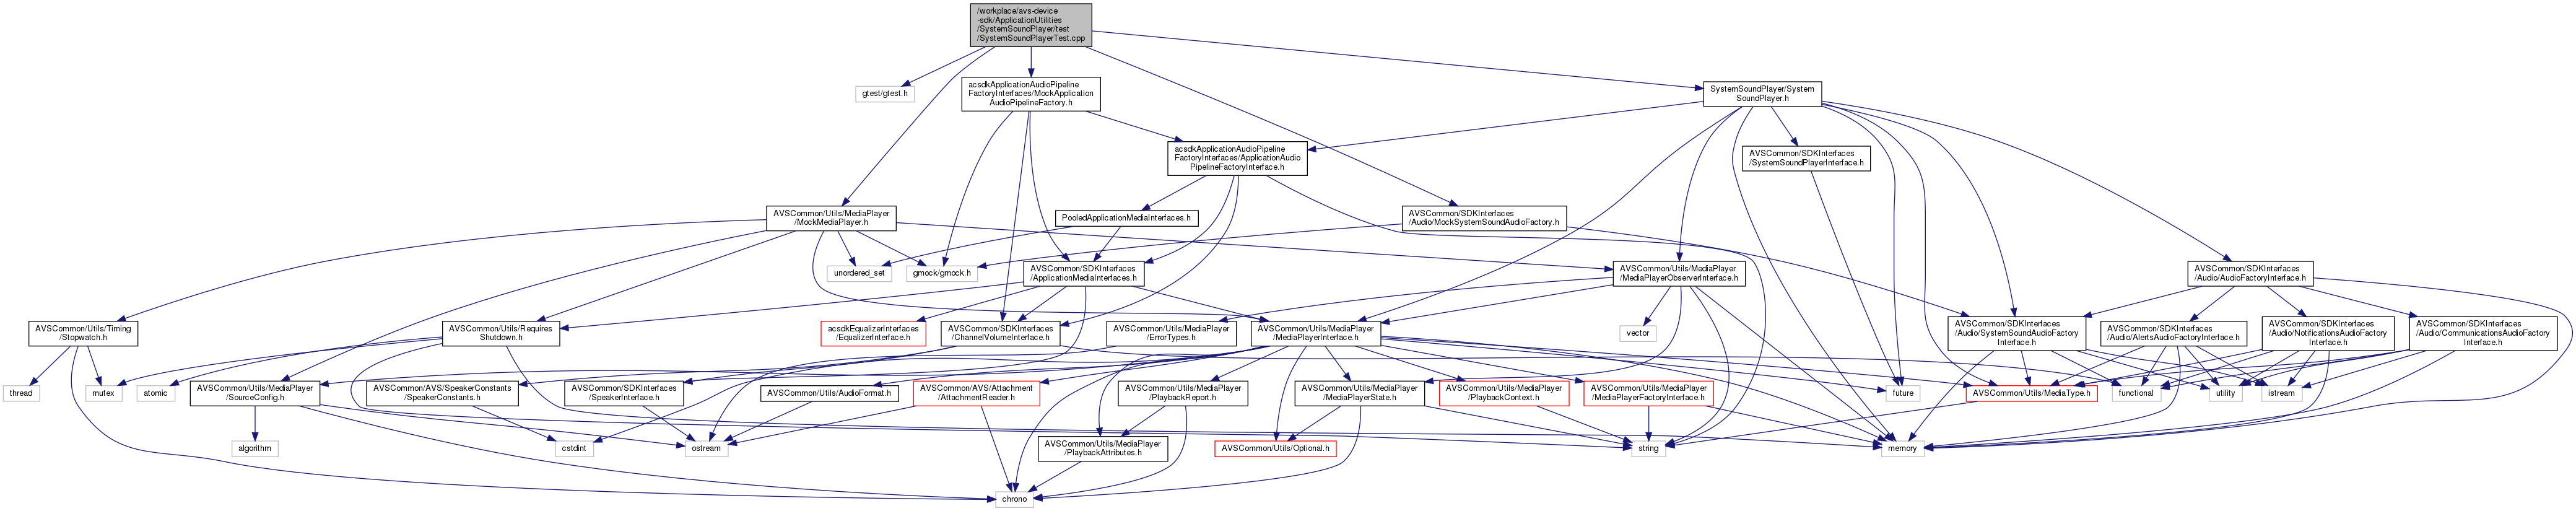 /workplace/avs-device
-sdk/ApplicationUtilities
/SystemSoundPlayer/test
/SystemSoundPlayerTest.cpp
gtest/gtest.h
acsdkApplicationAudioPipeline
FactoryInterfaces/MockApplication
AudioPipelineFactory.h
SystemSoundPlayer/System
SoundPlayer.h
acsdkApplicationAudioPipeline
FactoryInterfaces/ApplicationAudio
PipelineFactoryInterface.h
AVSCommon/SDKInterfaces
/SystemSoundPlayerInterface.h
AVSCommon/Utils/MediaPlayer
/MockMediaPlayer.h
PooledApplicationMediaInterfaces.h
AVSCommon/SDKInterfaces
/Audio/MockSystemSoundAudioFactory.h
unordered_set
gmock/gmock.h
AVSCommon/SDKInterfaces
/ApplicationMediaInterfaces.h
AVSCommon/Utils/MediaPlayer
/MediaPlayerObserverInterface.h
AVSCommon/SDKInterfaces
/Audio/AudioFactoryInterface.h
AVSCommon/Utils/Timing
/Stopwatch.h
AVSCommon/Utils/Requires
Shutdown.h
acsdkEqualizerInterfaces
/EqualizerInterface.h
AVSCommon/SDKInterfaces
/ChannelVolumeInterface.h
AVSCommon/Utils/MediaPlayer
/ErrorTypes.h
AVSCommon/Utils/MediaPlayer
/MediaPlayerInterface.h
vector
AVSCommon/SDKInterfaces
/Audio/SystemSoundAudioFactory
Interface.h
AVSCommon/SDKInterfaces
/Audio/AlertsAudioFactoryInterface.h
AVSCommon/SDKInterfaces
/Audio/NotificationsAudioFactory
Interface.h
AVSCommon/SDKInterfaces
/Audio/CommunicationsAudioFactory
Interface.h
thread
mutex
atomic
AVSCommon/Utils/MediaPlayer
/SourceConfig.h
AVSCommon/AVS/SpeakerConstants
/SpeakerConstants.h
AVSCommon/SDKInterfaces
/SpeakerInterface.h
AVSCommon/Utils/AudioFormat.h
AVSCommon/AVS/Attachment
/AttachmentReader.h
AVSCommon/Utils/MediaPlayer
/PlaybackReport.h
AVSCommon/Utils/MediaPlayer
/MediaPlayerState.h
AVSCommon/Utils/MediaPlayer
/PlaybackContext.h
AVSCommon/Utils/MediaPlayer
/MediaPlayerFactoryInterface.h
future
AVSCommon/Utils/MediaType.h
functional
utility
istream
algorithm
cstdint
ostream
AVSCommon/Utils/MediaPlayer
/PlaybackAttributes.h
AVSCommon/Utils/Optional.h
string
memory
chrono